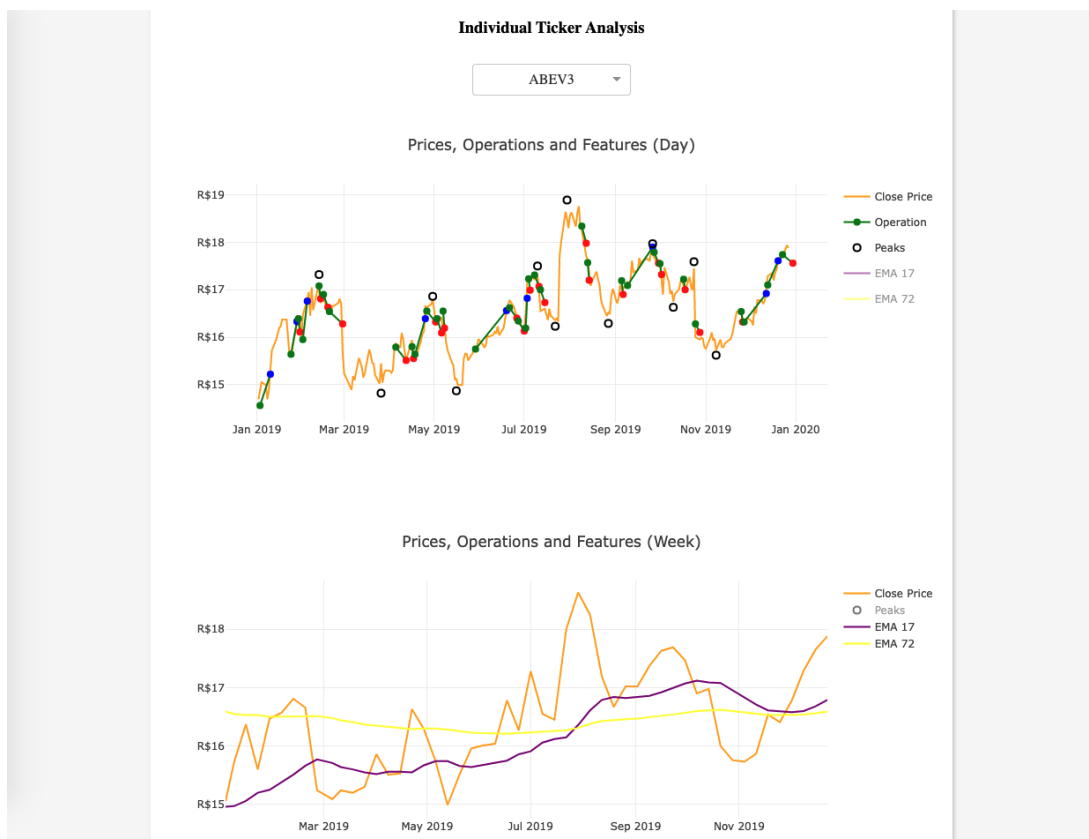 Individual Ticker Analysis
ABEV3
Prices, Operations and Features (Day)
R$19
R$18
R$17
R$16
R$15
Jan 2019 Mar 2019 May 2019 Jul 2019 Sep 2019 Nov 2019 Jan 2020
Close Price
Operation
Peaks
EMA 17
EMA 72
Prices, Operations and Features (Week)
R$18
R$17
R$16
R$15
Mar 2019 May 2019 Jul 2019 Sep 2019 Nov 2019
Close Price
Peaks
EMA 17
EMA 72